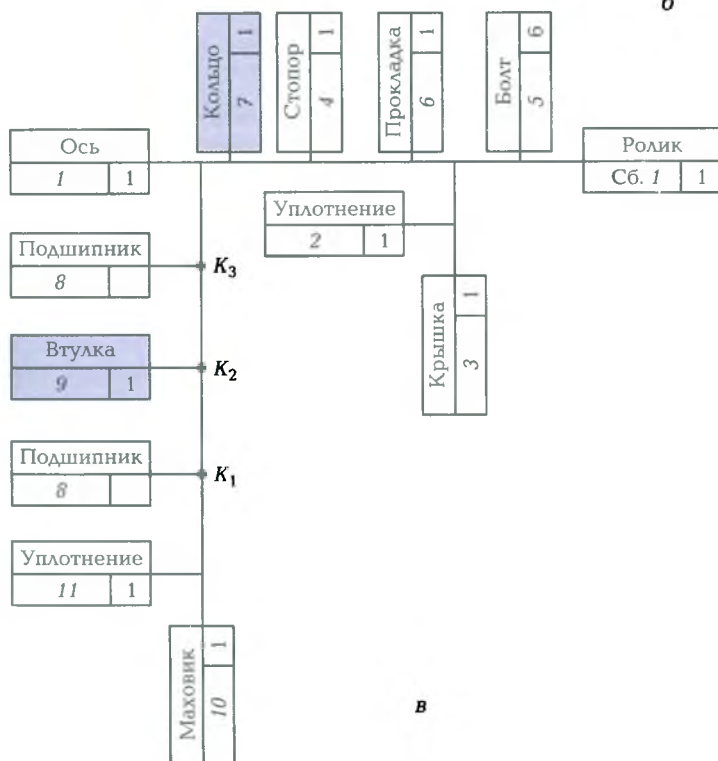 б
Кольцо 7 1
Стопор 4 1
Прокладка 6 1
Болт 5 6
Ось
1 1
Ролик
Сб. 1 1
Уплотнение
2 1
Подшипник
8
K3
Крышка 3 1
Втулка
9 1
K2
Подшипник
8
K1
Уплотнение
11 1
Маховик 10 1
в